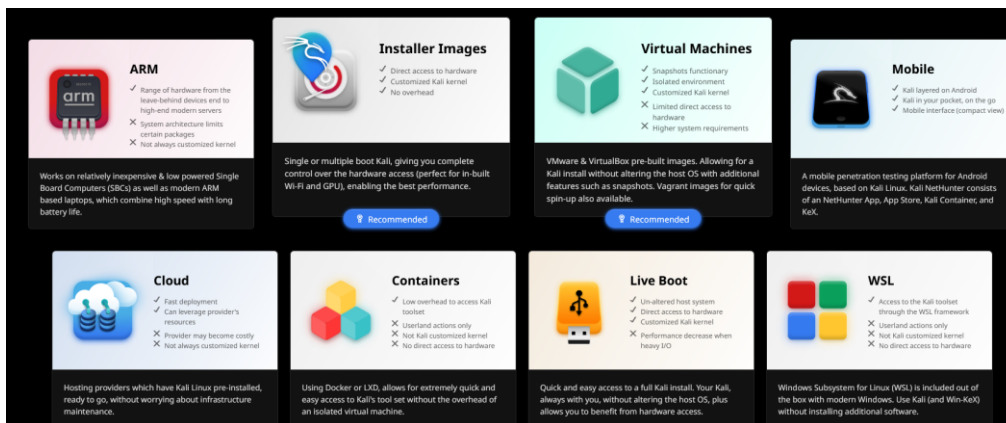 ARM
Range of hardware from the
leave-behind devices end to
high-end modern servers
System architecture limits
certain packages
Not always customized kernel
arm
Works on relatively inexpensive & low powered Single
Board Computers (SBCs) as well as modern ARM
based laptops, which combine high speed with long
battery life.
Installer Images
Direct access to hardware
Customized Kali kernel
No overhead
Single or multiple boot Kali, giving you complete
control over the hardware access (perfect for in-built
Wi-Fi and GPU), enabling the best performance.
Recommended
Virtual Machines
Snapshots functionary
Isolated environment
Customized Kali kernel
Limited direct access to
hardware
Higher system requirements
VMware & VirtualBox pre-built images. Allowing for a
Kali install without altering the host OS with additional
features such as snapshots. Vagrant images for quick
spin-up also available.
Recommended
Mobile
Kali layered on Android
Kali in your pocket, on the go
Mobile interface (compact view)
A mobile penetration testing platform for Android
devices, based on Kali Linux. Kali NetHunter consists
of an NetHunter App, App Store, Kali Container, and
KeX.
Cloud
Fast deployment
Can leverage provider's
resources
Provider may become costly
Not always customized kernel
Hosting providers which have Kali Linux pre-installed,
ready to go, without worrying about infrastructure
maintenance.
Containers
Low overhead to access Kali
toolset
Userland actions only
Not Kali customized kernel
No direct access to hardware
Using Docker or LXD, allows for extremely quick and
easy access to Kali's tool set without the overhead of
an isolated virtual machine.
Live Boot
Un-altered host system
Direct access to hardware
Customized Kali kernel
Performance decrease when
heavy I/O
Quick and easy access to a full Kali install. Your Kali,
always with you, without altering the host OS, plus
allows you to benefit from hardware access.
WSL
Access to the Kali toolset
through the WSL framework
Userland actions only
Not Kali customized kernel
No direct access to hardware
Windows Subsystem for Linux (WSL) is included out of
the box with modern Windows. Use Kali (and Win-KeX)
without installing additional software.